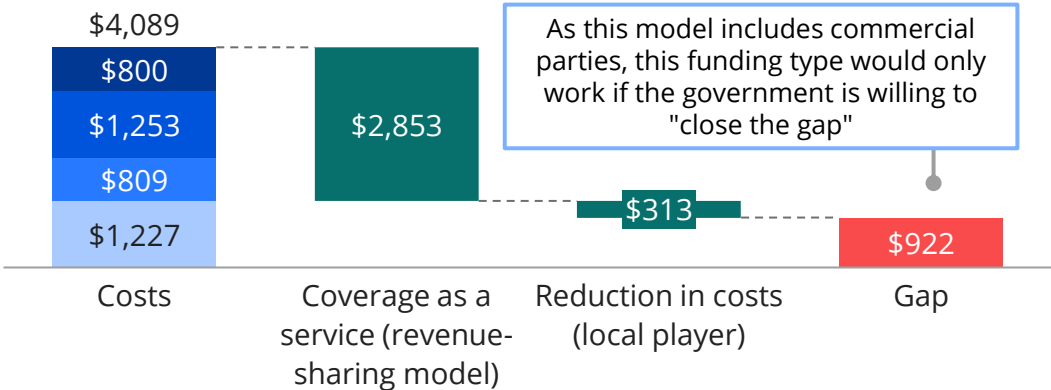 $4,089
$800
$1,253
$809
$1,227
$2,853
$313
$922
As this model includes commercial
parties, this funding type would only
work if the government is willing to
"close the gap"
Costs
Coverage as a
service (revenue-
sharing model)
Reduction in costs
(local player)
Gap